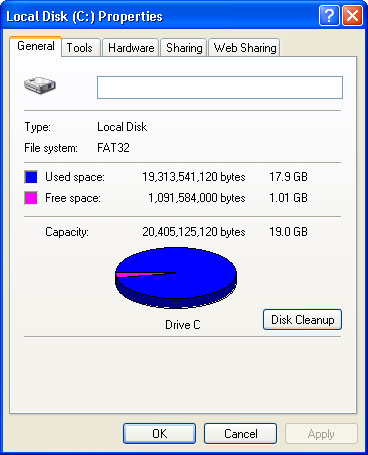 Local Disk (C:) Properties ?
General Tools Hardware Sharing Web Sharing
Type: Local Disk
File system: FAT32
Used space: 19,313,541,120 bytes 17.9 GB
Free space: 1,091,584,000 bytes 1.01 GB
Capacity: 20,405,125,120 bytes 19.0 GB
Drive C
Disk Cleanup
OK Cancel Apply